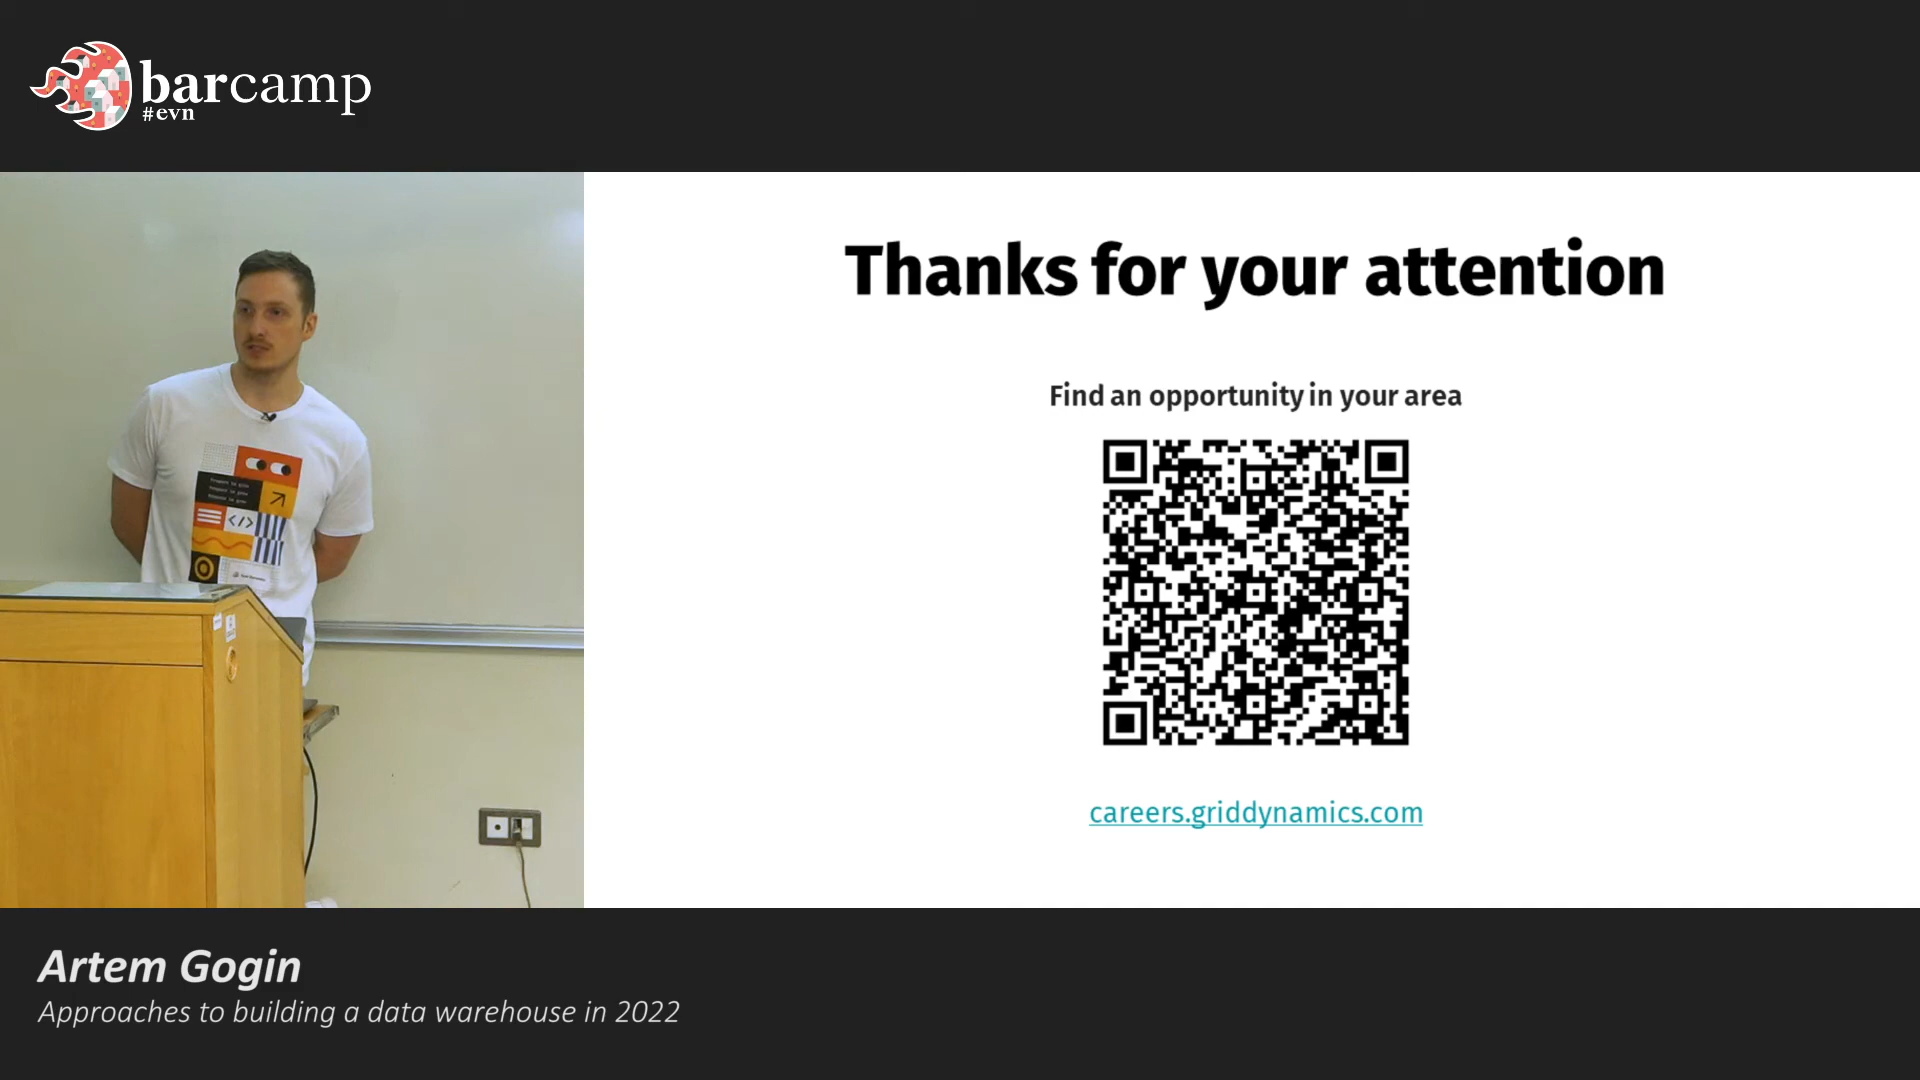 barcamp
#evn
Thanks for your attention
Find an opportunity in your area
careers.griddynamics.com
Artem Gogin
Approaches to building a data warehouse in 2022